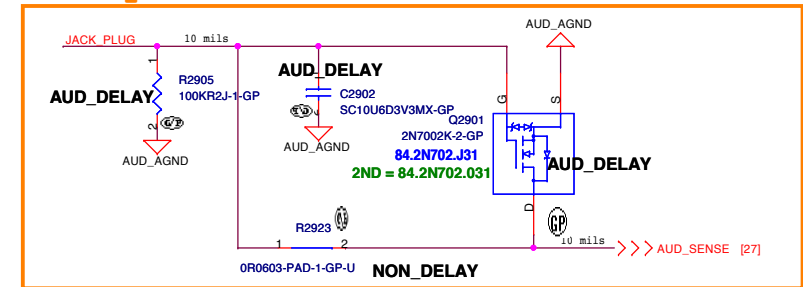 AUD_AGND
JACK_PLUG
10 mils
1
R2905
100KR2J-1-GP
AUD_DELAY
2
AUD_AGND
AUD_DELAY
C2902
SC10U6D3V3MX-GP
AUD_AGND
G
S
Q2901
2N7002K-2-GP
84.2N702.J31
2ND = 84.2N702.031
AUD_DELAY
D
GP
R2923
1
2
0R0603-PAD-1-GP-U
NON_DELAY
10 mils
AUD_SENSE [27]